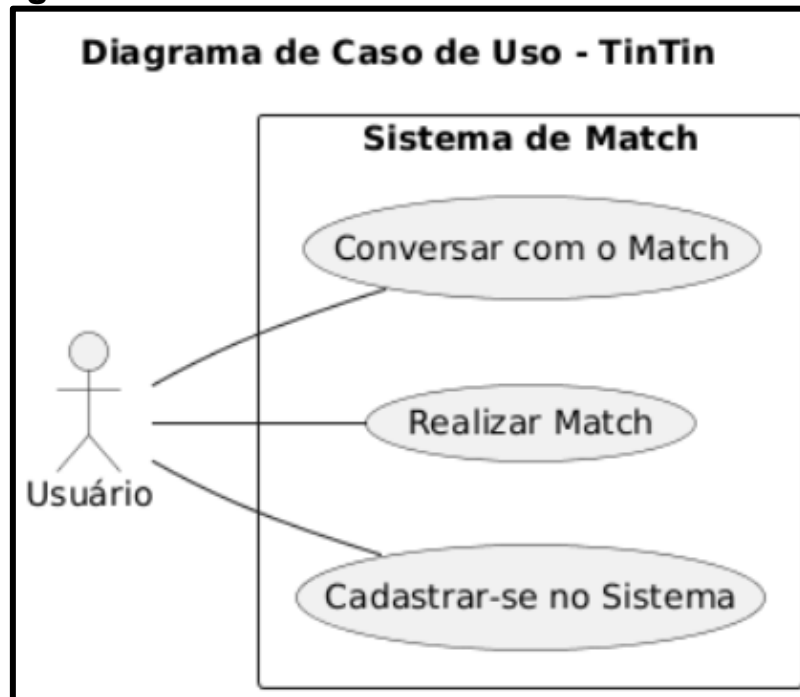 Diagrama de Caso de Uso - TinTin
Sistema de Match
Conversar com o Match
Realizar Match
Usuário
Cadastrar-se no Sistema